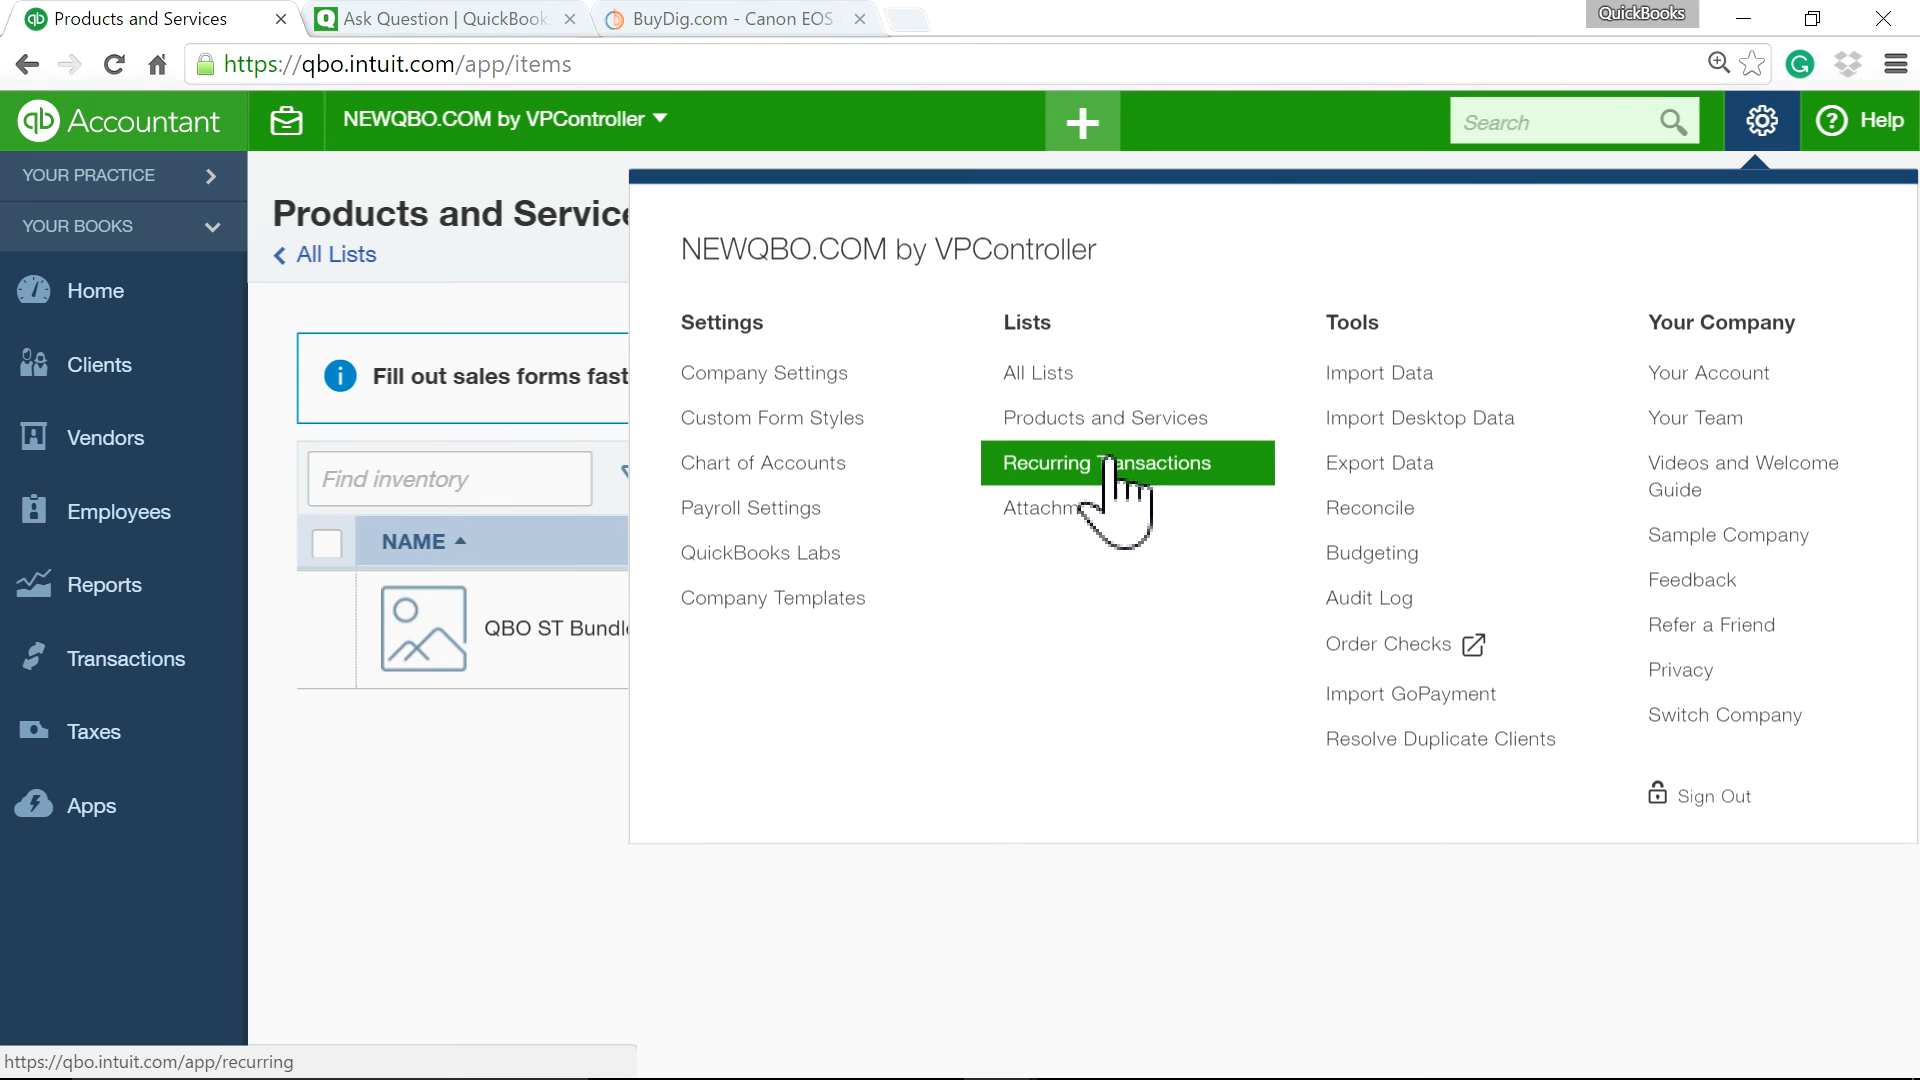 Products and Services
Ask Question | QuickBook
BuyDig.com - Canon EOS
QuickBooks
https://qbo.intuit.com/app/items
qb Accountant
NEWQBO.COM by VPController
Search
Help
YOUR PRACTICE
YOUR BOOKS
Home
Clients
Vendors
Employees
Reports
Transactions
Taxes
Apps
Products and Service
All Lists
Fill out sales forms fast
Find inventory
NAME
QBO ST Bundl
NEWQBO.COM by VPController
Settings
Company Settings
Custom Form Styles
Chart of Accounts
Payroll Settings
QuickBooks Labs
Company Templates
Lists
All Lists
Products and Services
Recurring Transactions
Attachm
Tools
Import Data
Import Desktop Data
Export Data
Reconcile
Budgeting
Audit Log
Order Checks
Import GoPayment
Resolve Duplicate Clients
Your Company
Your Account
Your Team
Videos and Welcome
Guide
Sample Company
Feedback
Refer a Friend
Privacy
Switch Company
Sign Out
https://qbo.intuit.com/app/recurring